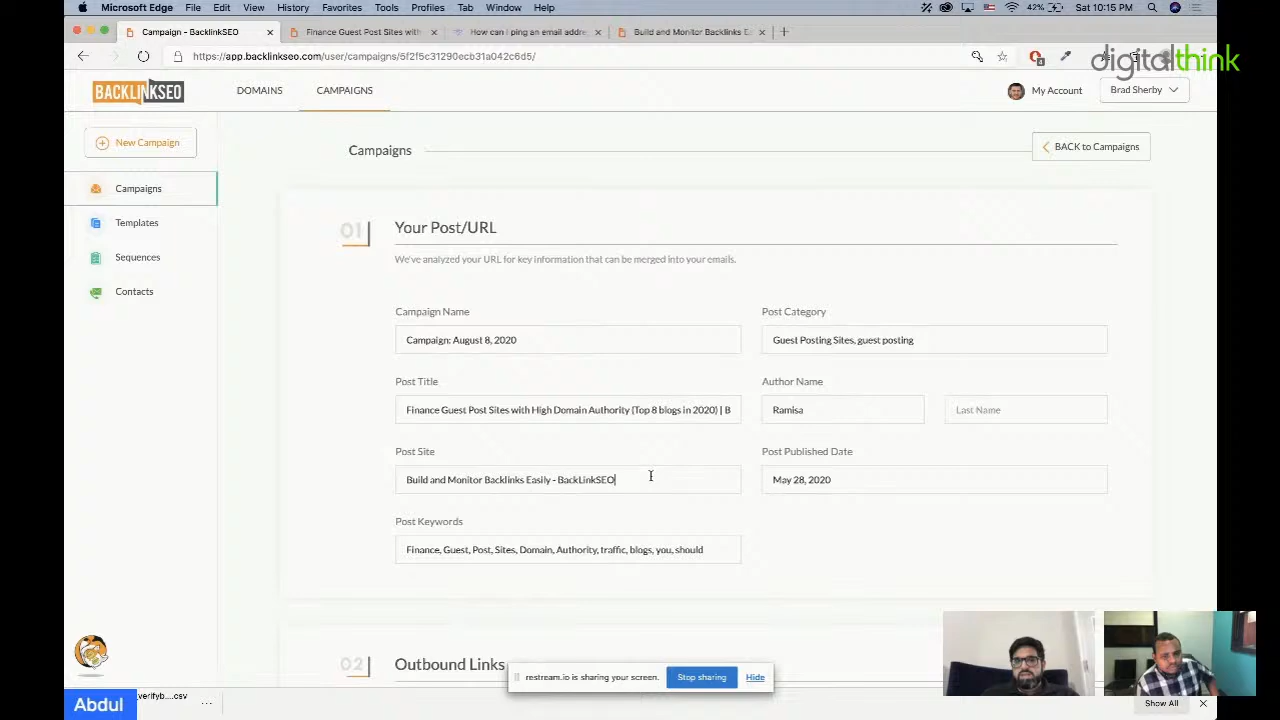 Microsoft Edge File Edit View History Favorites Tools Profiles Tab Window Help 42% Sat 10:15 PM
Campaign - BacklinkSEO Finance Guest Post Sites with How can I ping an email addre Build and Monitor Backlinks Ea
https://app.backlinkseo.com/user/campaigns/5f2f5c31290ecb31a042c6d5/
digitalthink
BACKLINKSEO DOMAINS CAMPAIGNS My Account Brad Sherby
New Campaign
Campaigns
Templates
Sequences
Contacts
Campaigns BACK to Campaigns
01 Your Post/URL
We've analyzed your URL for key information that can be merged into your emails.
Campaign Name Post Category
Campaign: August 8, 2020 Guest Posting Sites, guest posting
Post Title Author Name
Finance Guest Post Sites with High Domain Authority (Top 8 blogs in 2020) | B Ramisa Last Name
Post Site Post Published Date
Build and Monitor Backlinks Easily - BackLinkSEO May 28, 2020
Post Keywords
Finance, Guest, Post, Sites, Domain, Authority, traffic, blogs, you, should
02 Outbound Links
restream.io is sharing your screen. Stop sharing Hide
Abdul
_verifyb....csv ... Show All